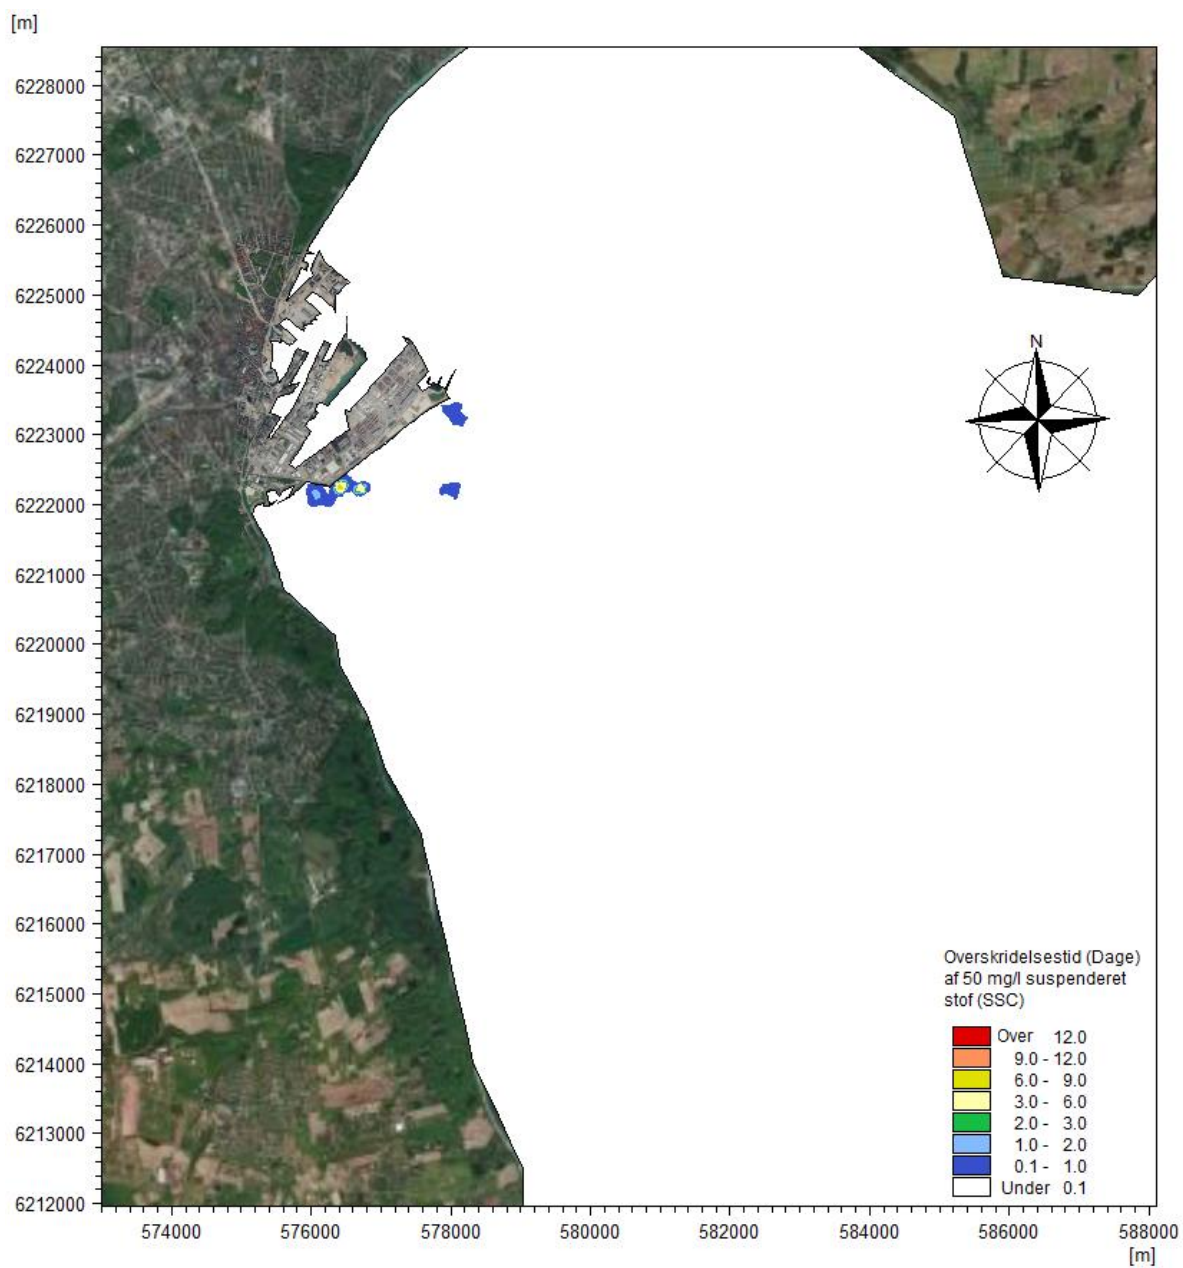 [m]
6228000
6227000
6226000
6225000
6224000
6223000
6222000
6221000
6220000
6219000
6218000
6217000
6216000
6215000
6214000
6213000
6212000
N
Overskridelsestid (Dage)
af 50 mg/l suspenderet
stof (SSC)
Over 12.0
9.0 - 12.0
6.0 - 9.0
3.0 - 6.0
2.0 - 3.0
1.0 - 2.0
0.1 - 1.0
Under 0.1
574000 576000 578000 580000 582000 584000 586000 588000
[m]